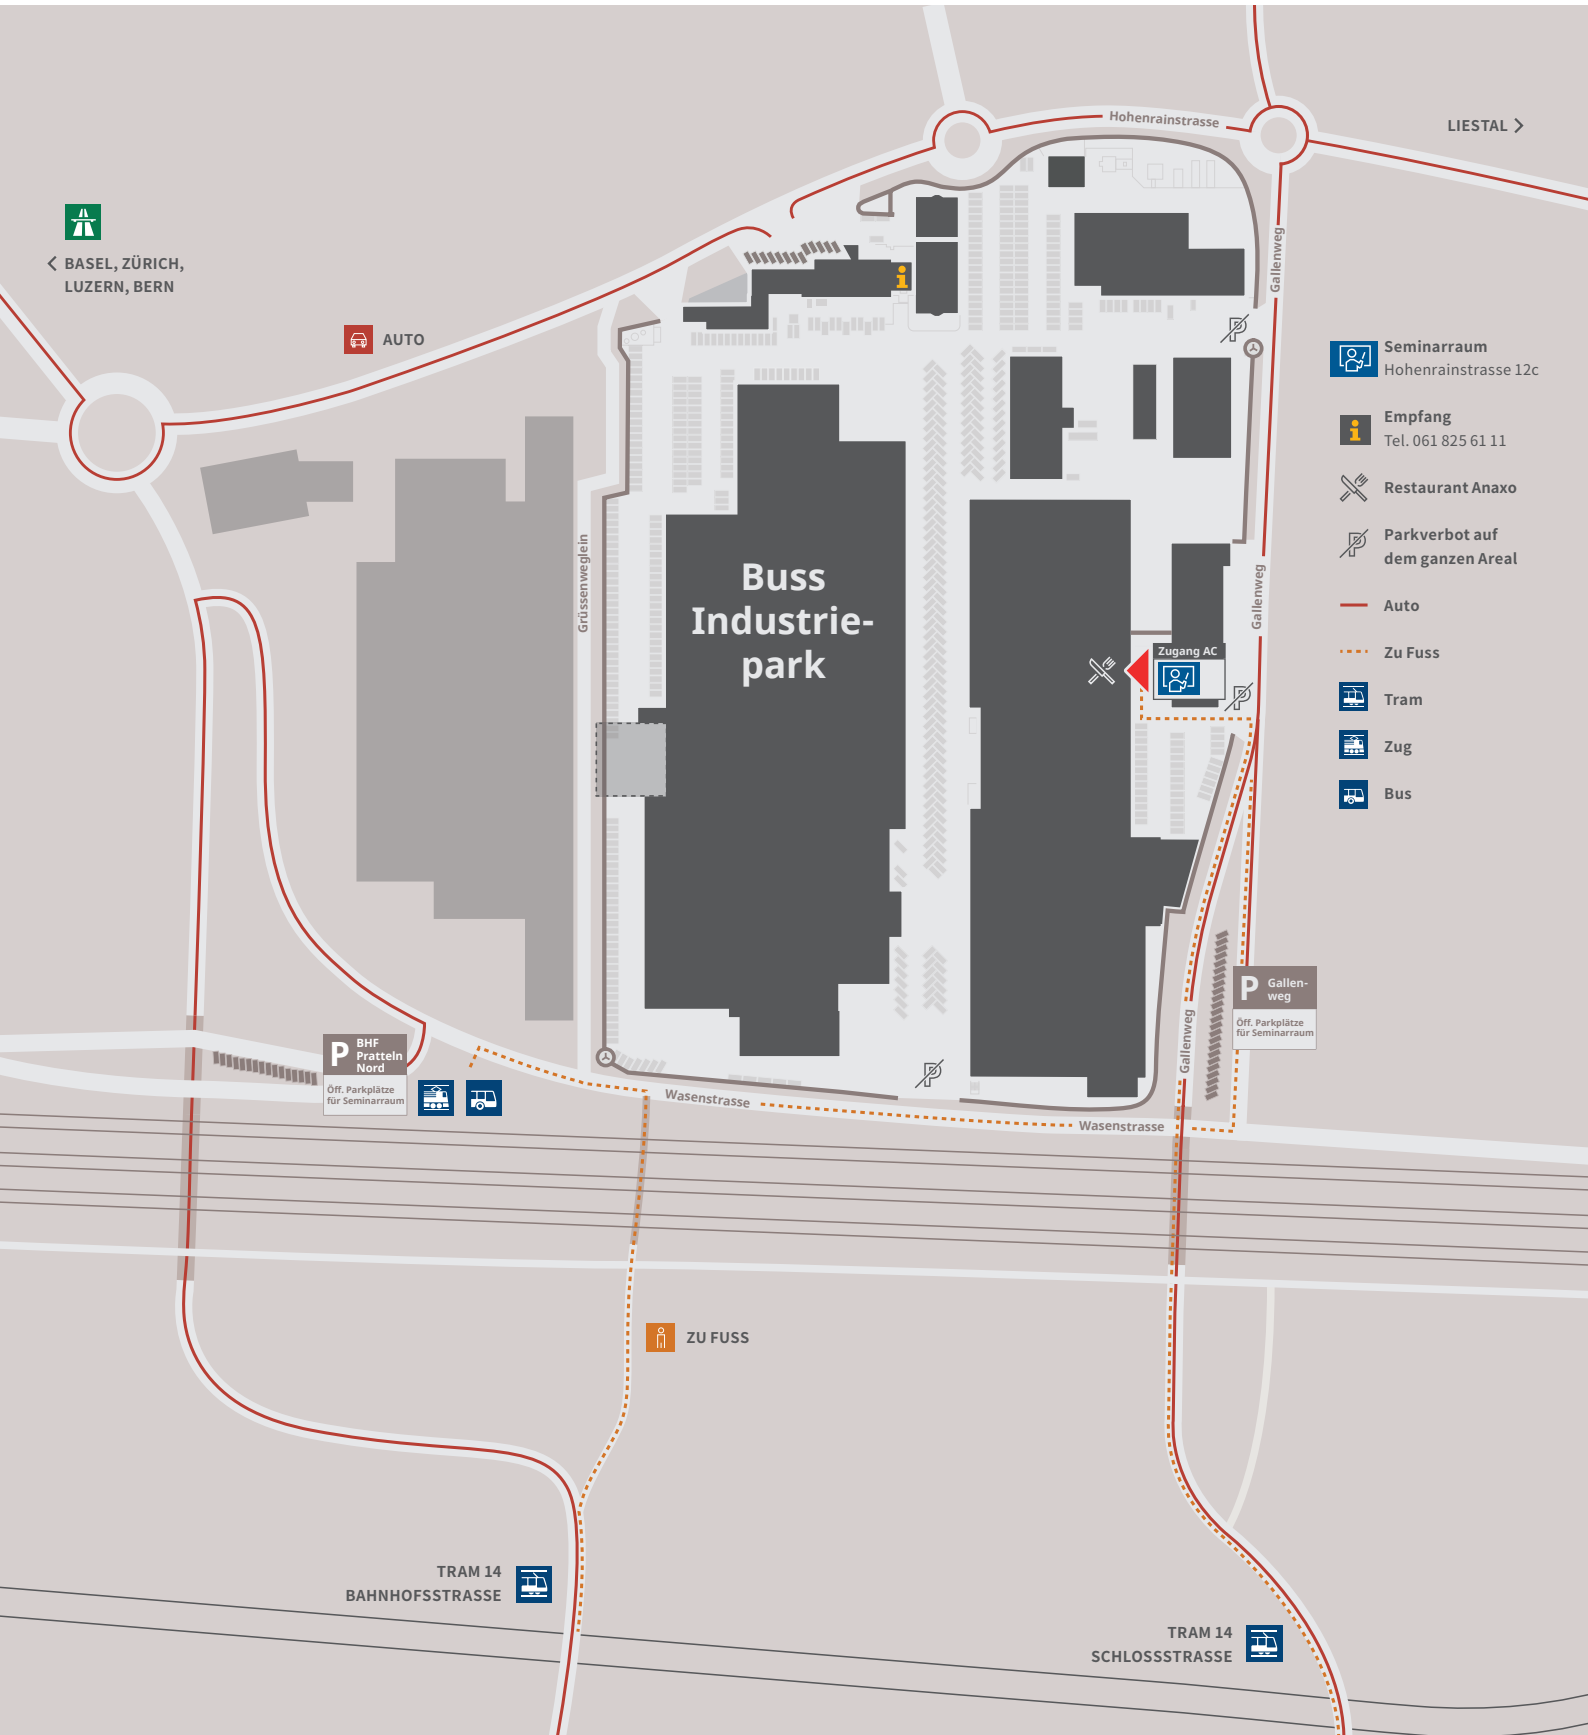 Hohenrainstrasse
LIESTAL
BASEL, ZÜRICH,
LUZERN, BERN
AUTO
Gallenweg
Seminarraum
Hohenrainstrasse 12c
Empfang
Tel. 061 825 61 11
Restaurant Anaxo
Parkverbot auf
dem ganzen Areal
Auto
Zu Fuss
Tram
Zug
Bus
Grüssenweglein
Buss
Industrie-
park
Gallenweg
Zugang AC
P Gallen-
weg
Öff. Parkplätze
für Seminarraum
Gallenweg
P BHF
Pratteln
Nord
Öff. Parkplätze
für Seminarraum
Wasenstrasse
Wasenstrasse
ZU FUSS
TRAM 14
BAHNHOFSSTRASSE
TRAM 14
SCHLOSSSTRASSE